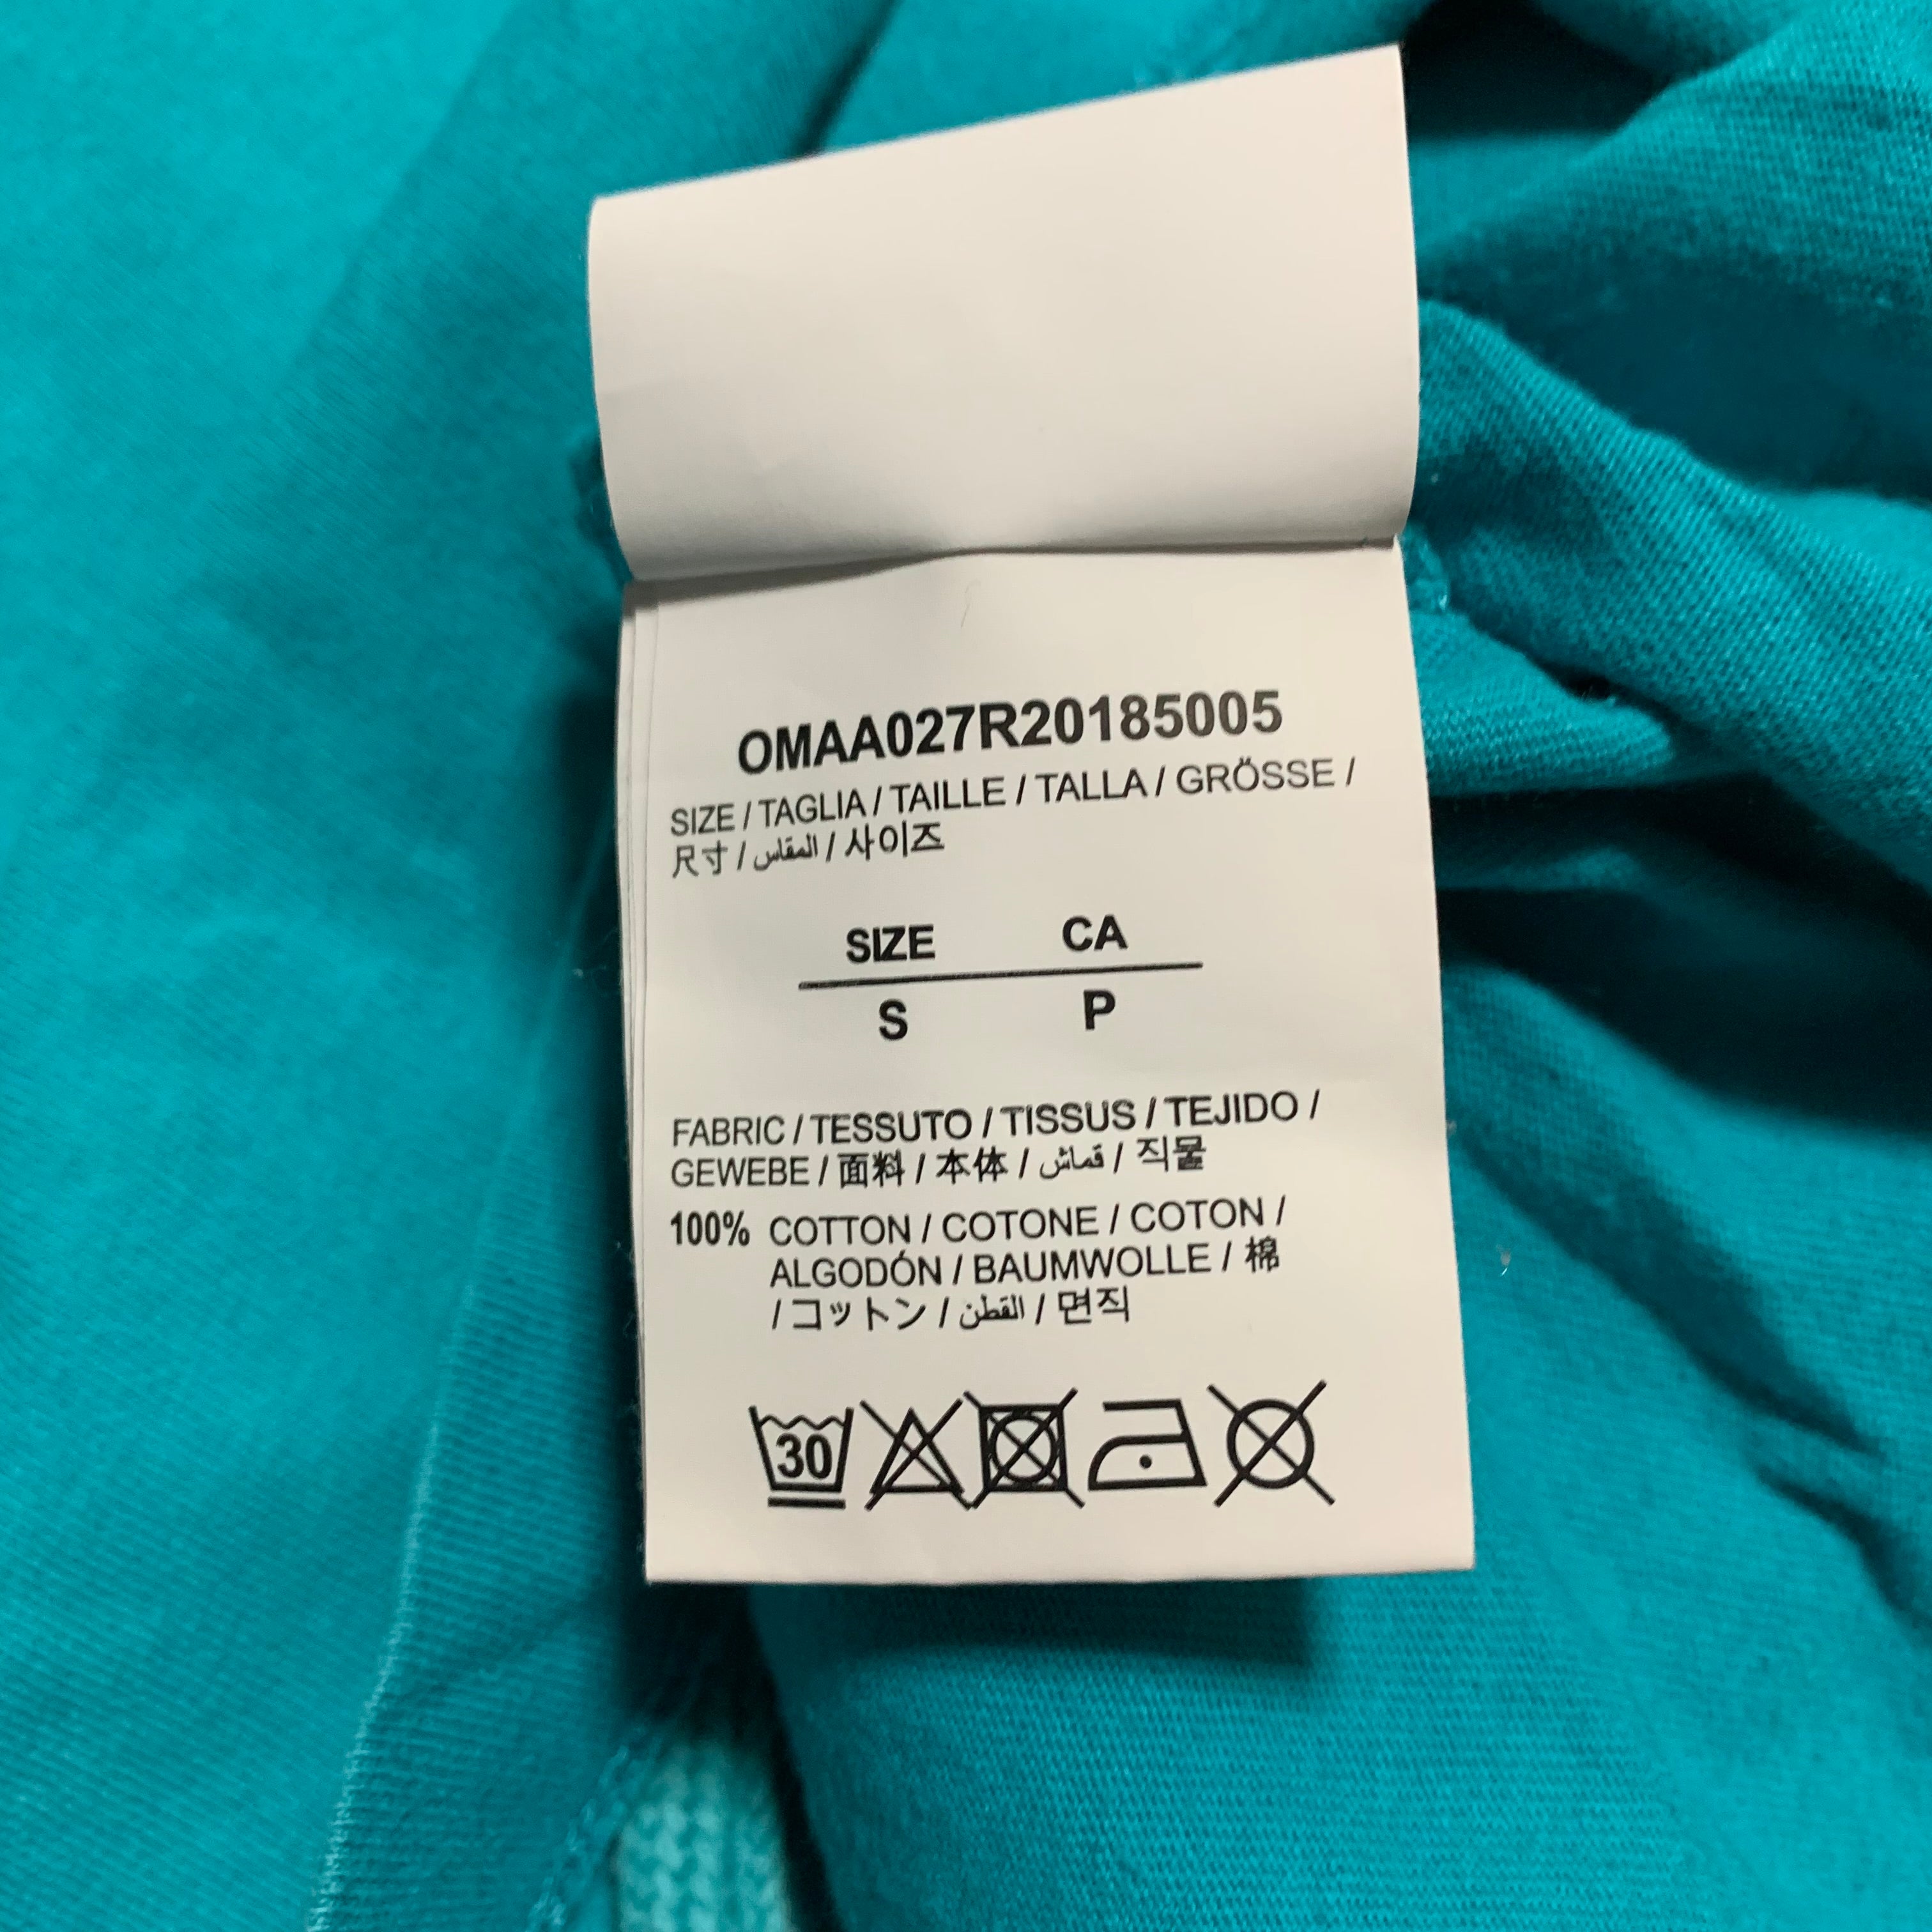 OMAA027R20185005
SIZE / TAGLIA / TAILLE / TALLA / GRÖSSE /
尺寸 / المقاس / 사이즈
SIZE CA
S P
FABRIC / TESSUTO / TISSUS / TEJIDO /
GEWEBE / 面料 / 本体 / قماش / 직물
100% COTTON / COTONE / COTON /
ALGODÓN / BAUMWOLLE / 棉
/ コットン / القطن / 면직
30